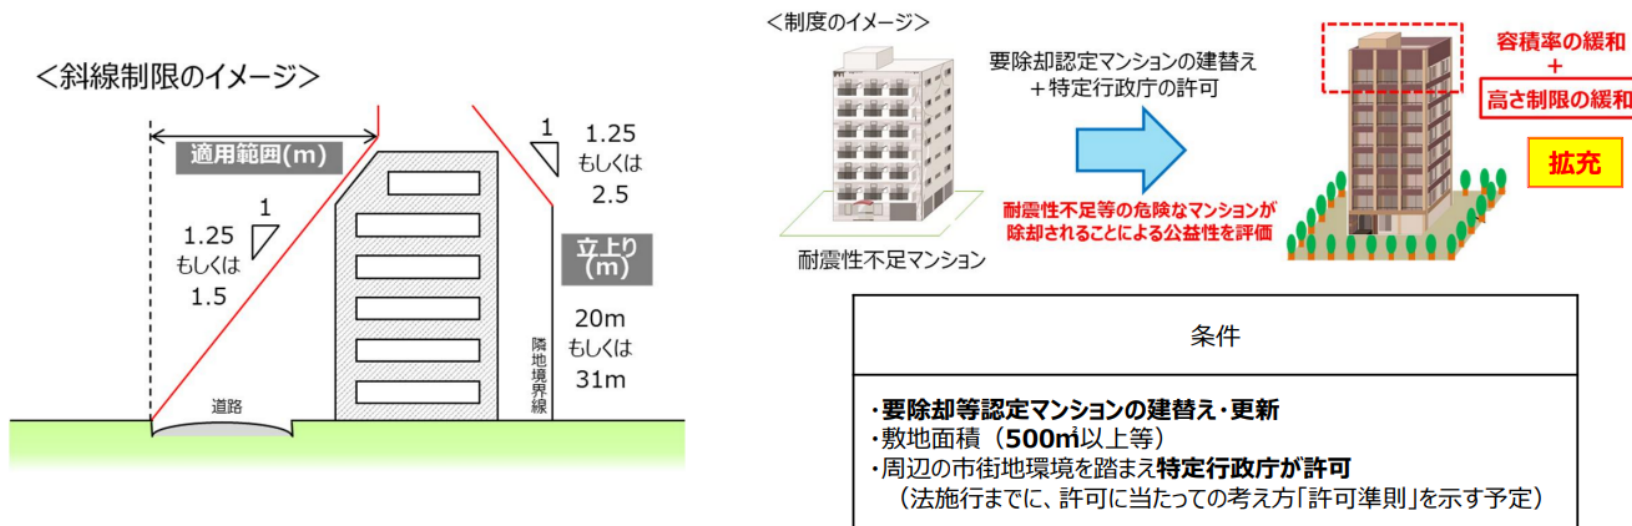 <斜線制限のイメージ>
適用範囲(m)
1
1.25
もしくは
1.5
1
1.25
もしくは
2.5
立上り
(m)
20m
もしくは
31m
隣地境界線
道路
<制度のイメージ>
要除却認定マンションの建替え
+特定行政庁の許可
耐震性不足等の危険なマンションが
除却されることによる公益性を評価
耐震性不足マンション
容積率の緩和
+
高さ制限の緩和
拡充
条件
・要除却等認定マンションの建替え・更新
・敷地面積(500㎡以上等)
・周辺の市街地環境を踏まえ特定行政庁が許可
(法施行までに、許可に当たっての考え方「許可準則」を示す予定)